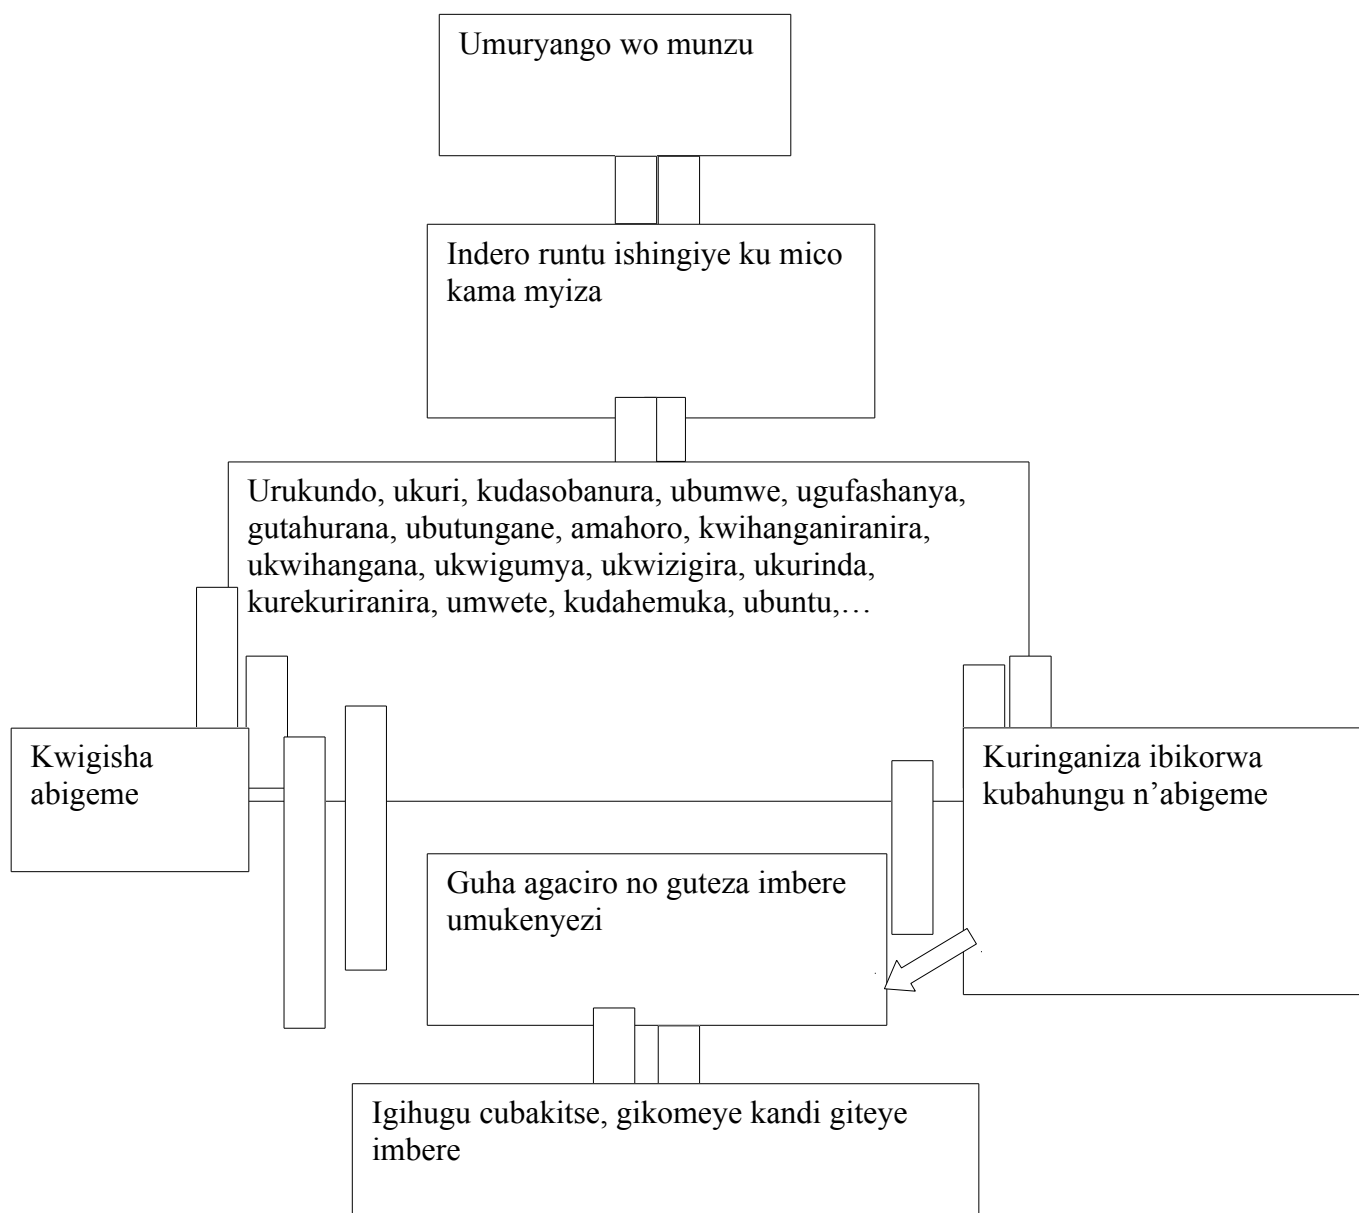 Umuryango wo munzu
Indero runtu ishingiye ku mico
kama myiza
Urukundo, ukuri, kudasobanura, ubumwe, ugufashanya,
gutahurana, ubutungane, amahoro, kwihanganiranira,
ukwihangana, ukwigumya, ukwizigira, ukurinda,
kurekuriranira, umwete, kudahemuka, ubuntu,…
Kwigisha
abigeme
Kuringaniza ibikorwa
kubahungu n’abigeme
Guha agaciro no guteza imbere
umukenyezi
Igihugu cubakitse, gikomeye kandi giteye
imbere